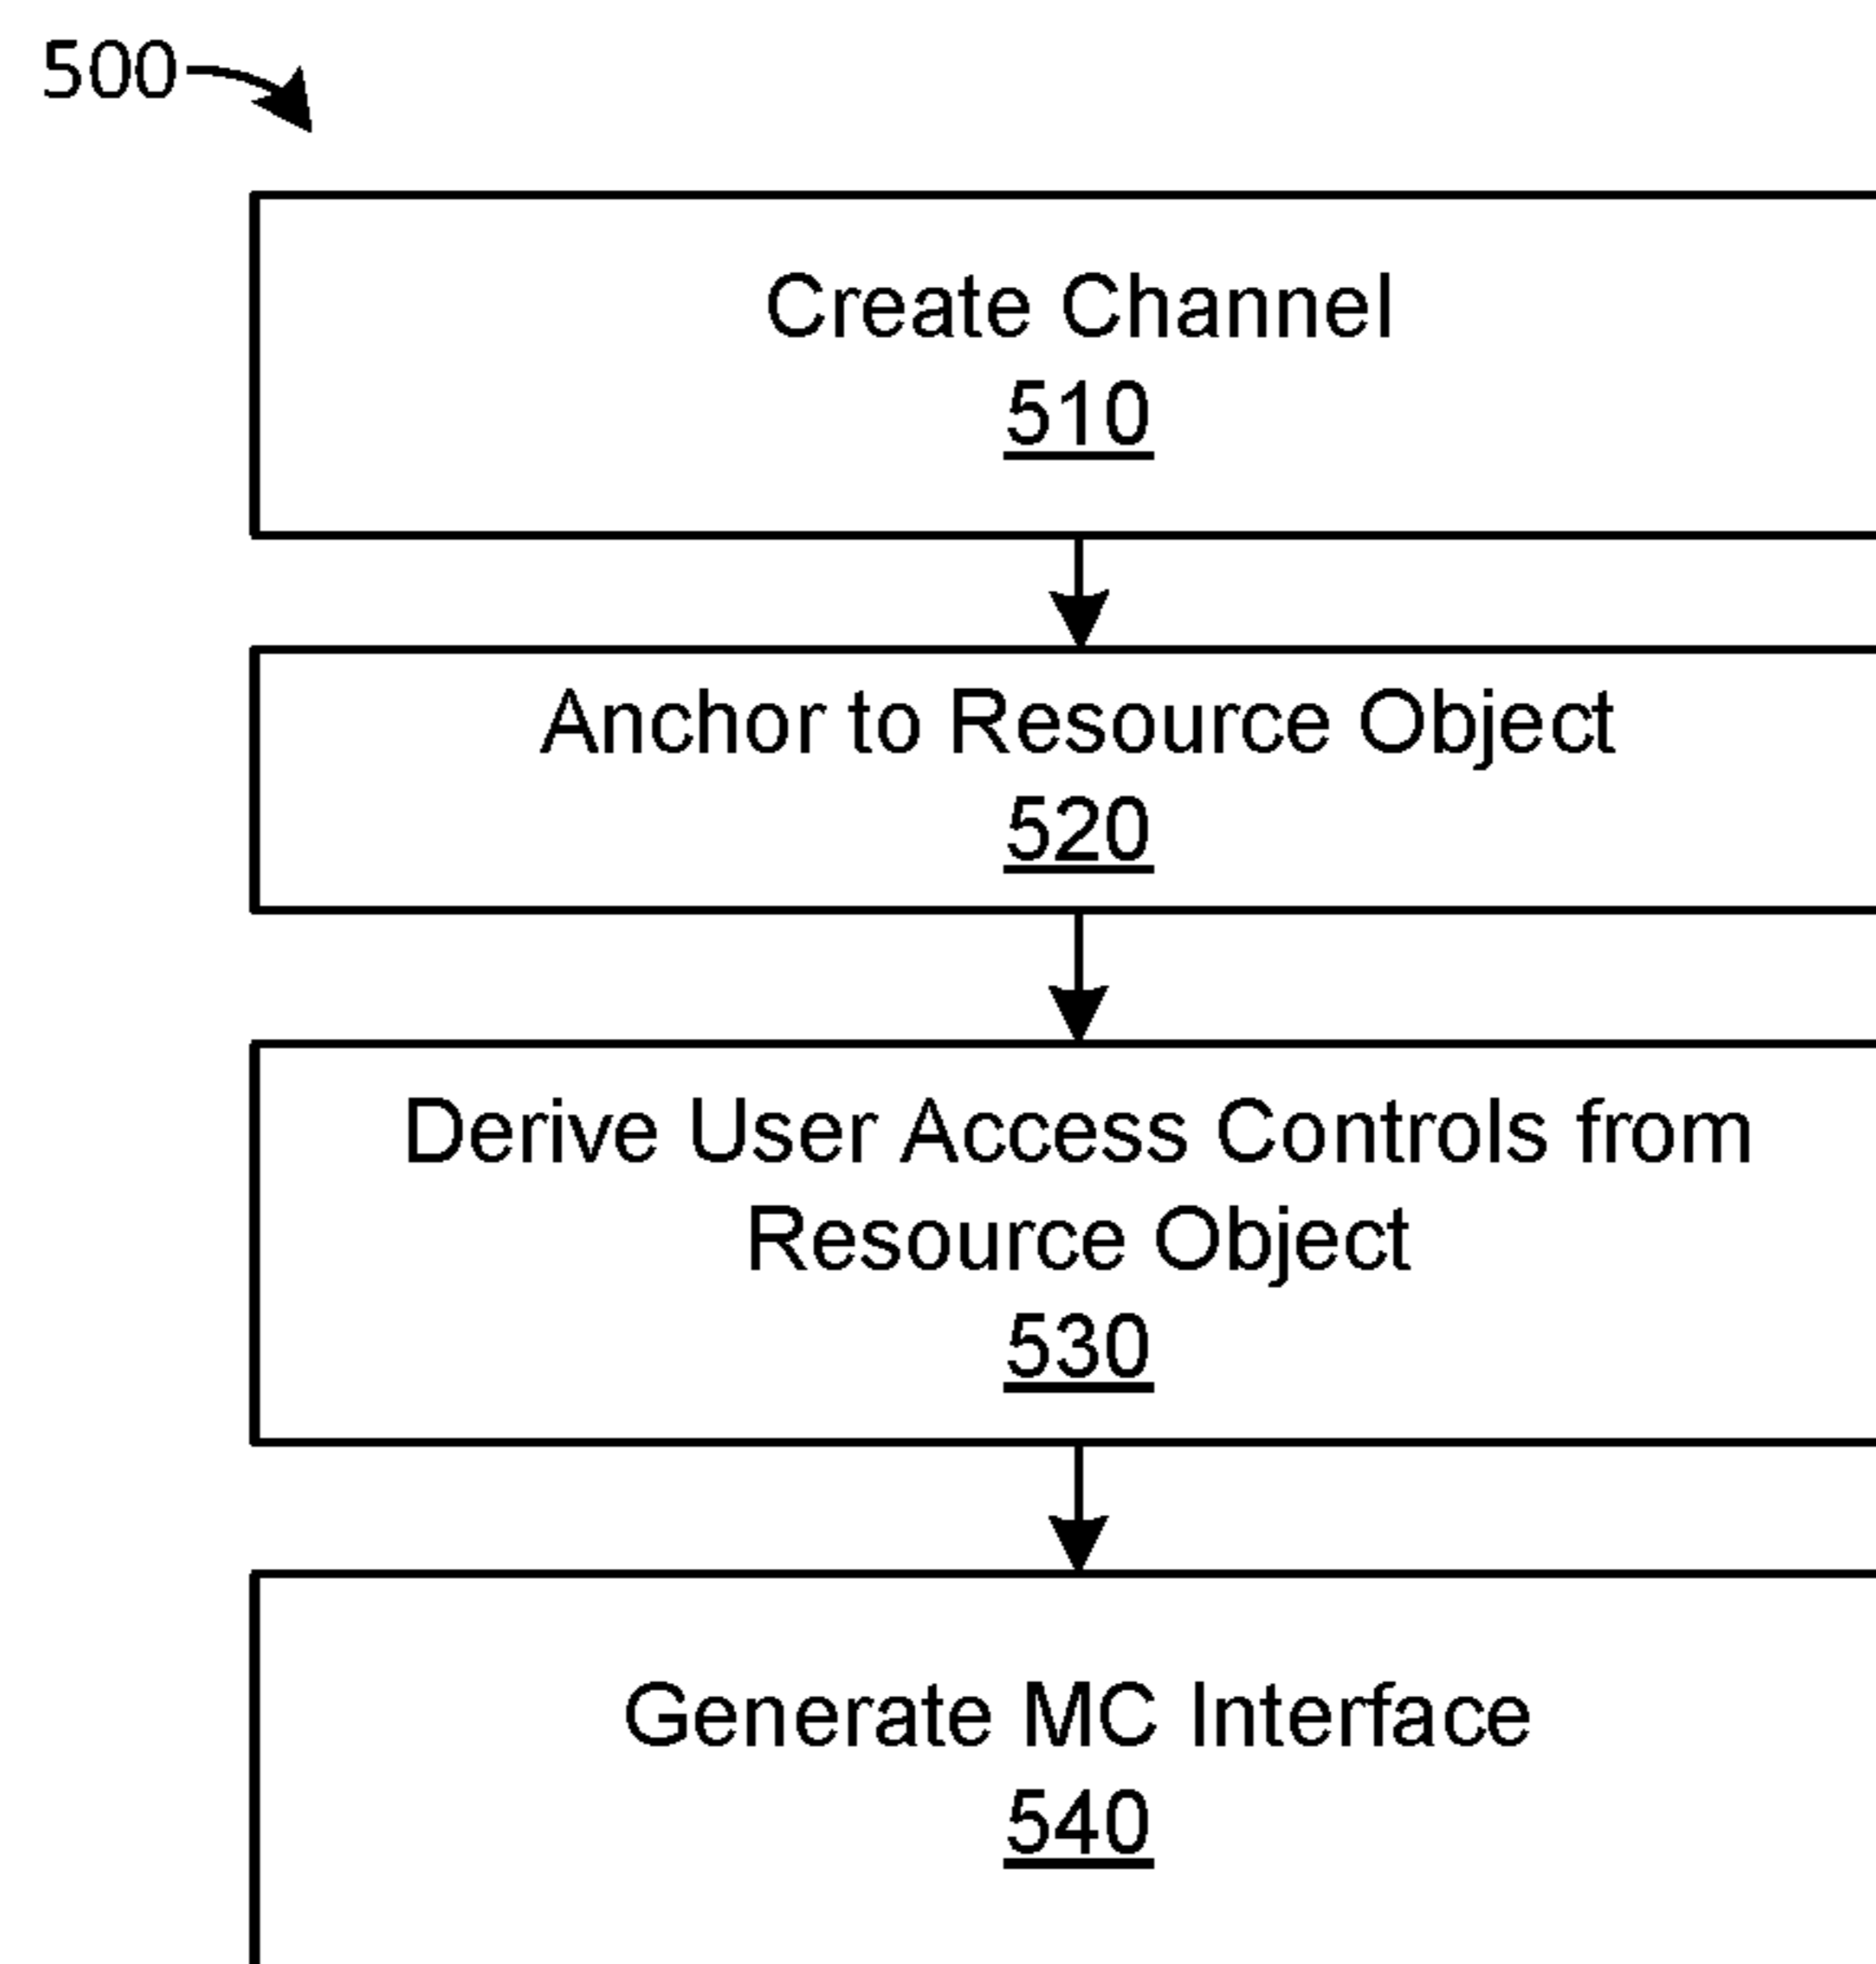 500
Create Channel
510
Anchor to Resource Object
520
Derive User Access Controls from
Resource Object
530
Generate MC Interface
540